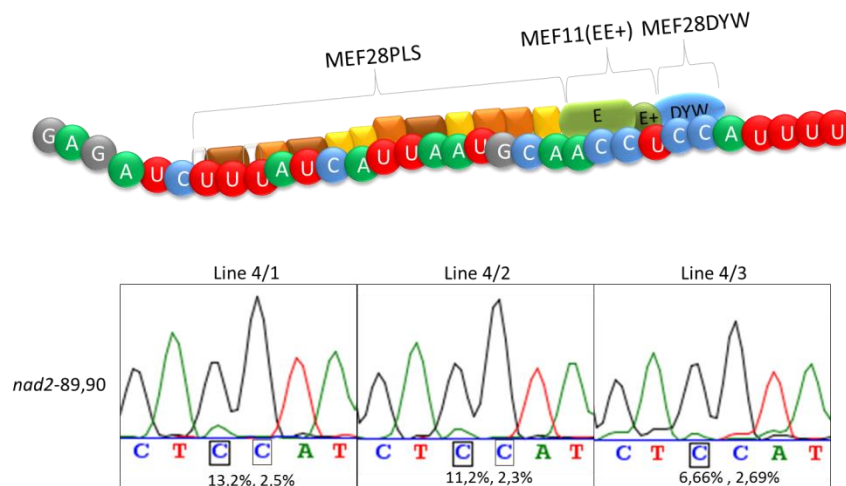 MEF28PLS MEF11(EE+) MEF28DYW
E E+ DYW
G A G A U C U U U A U C A U U A A U G C A A C C U C C A U U U U
Line 4/1 Line 4/2 Line 4/3
nad2-89,90
C T C C A T C T C C A T C T C C A T
13.2%, 2.5% 11,2%, 2,3% 6,66% , 2,69%